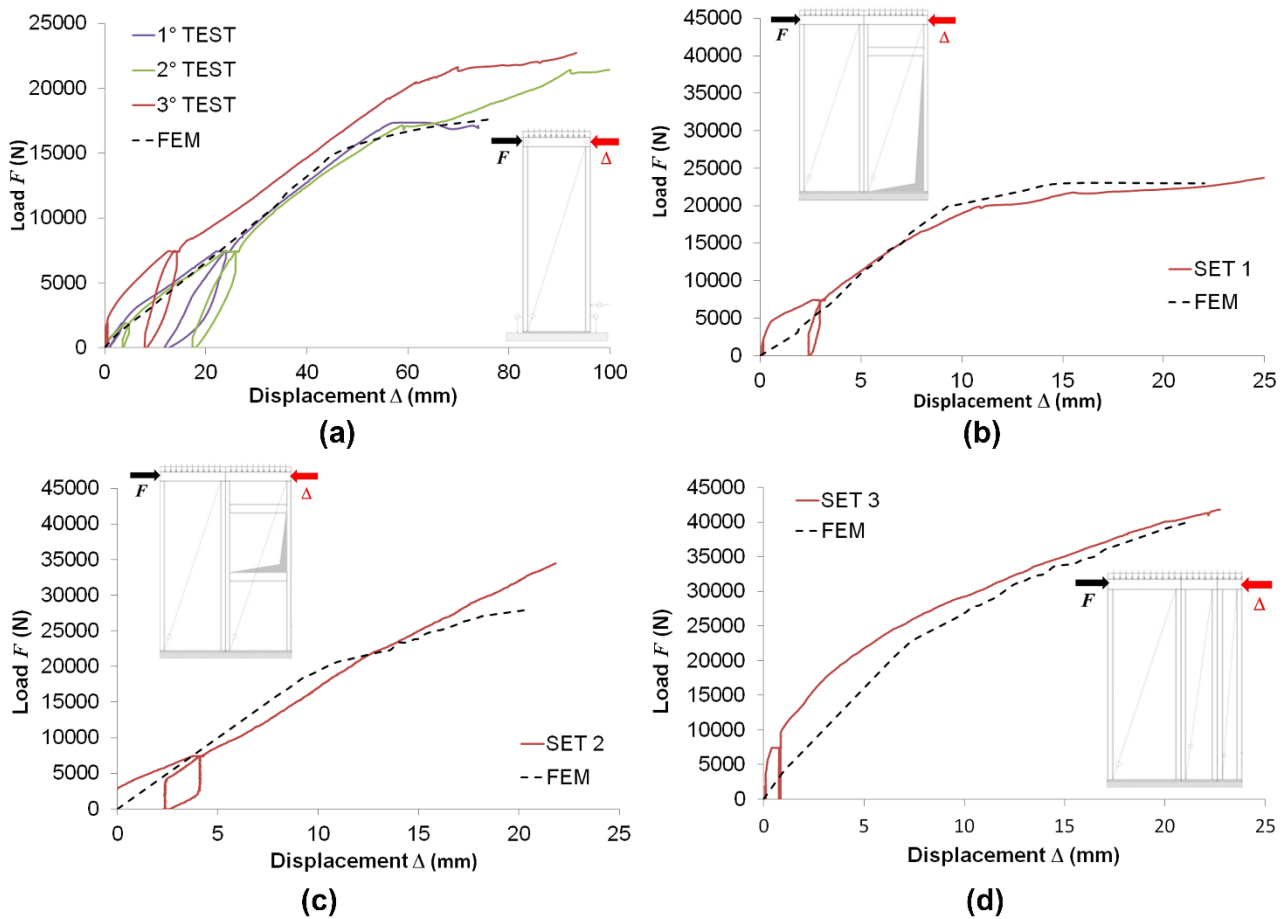 25000
20000
15000
10000
5000
0
Load F (N)
1° TEST
2° TEST
3° TEST
FEM
F
Δ
0 20 40 60 80 100
Displacement Δ (mm)
(a)
45000
40000
35000
30000
25000
20000
15000
10000
5000
0
Load F (N)
F
Δ
SET 1
FEM
0 5 10 15 20 25
Displacement Δ (mm)
(b)
45000
40000
35000
30000
25000
20000
15000
10000
5000
0
Load F (N)
F
Δ
SET 2
FEM
0 5 10 15 20 25
Displacement Δ (mm)
(c)
45000
40000
35000
30000
25000
20000
15000
10000
5000
0
Load F (N)
SET 3
FEM
F
Δ
0 5 10 15 20 25
Displacement Δ (mm)
(d)